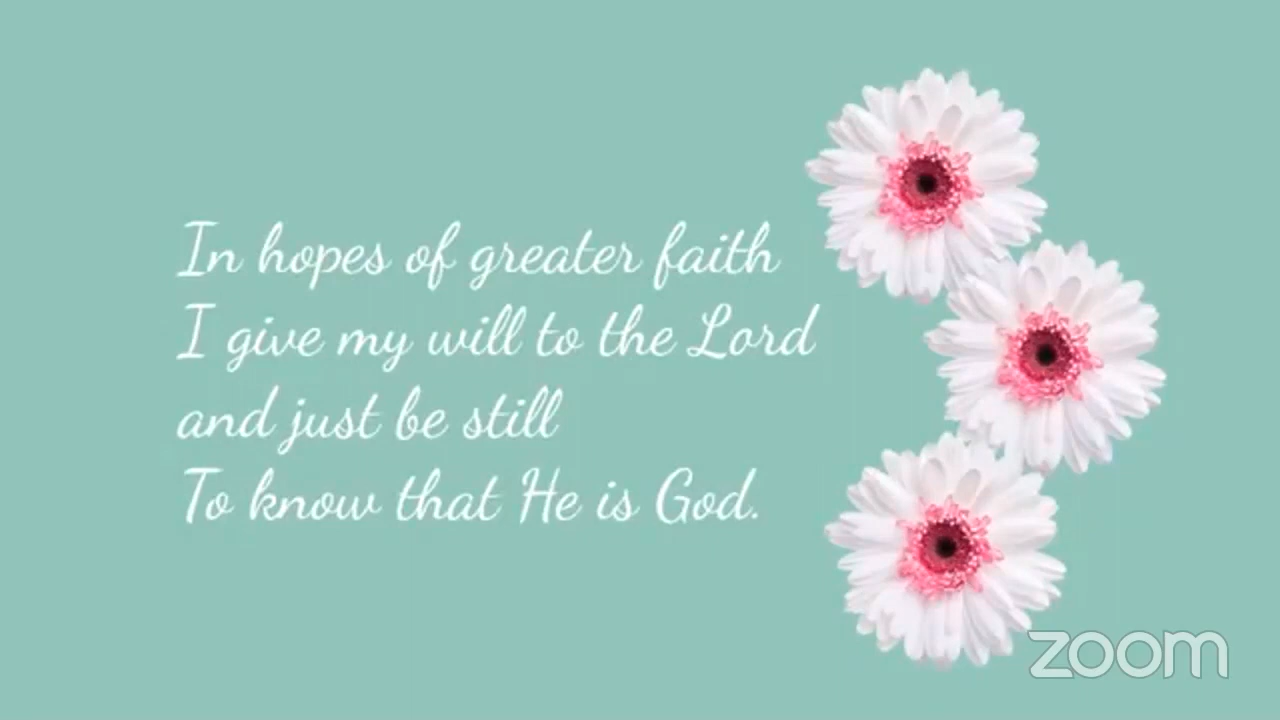 In hopes of greater faith
I give my will to the Lord
and just be still
To know that He is God.
zoom